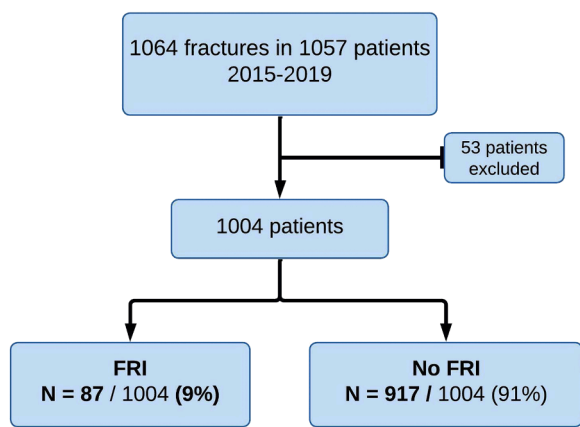 1064 fractures in 1057 patients
2015-2019
53 patients
excluded
1004 patients
FRI
N = 87 / 1004 (9%)
No FRI
N = 917 / 1004 (91%)